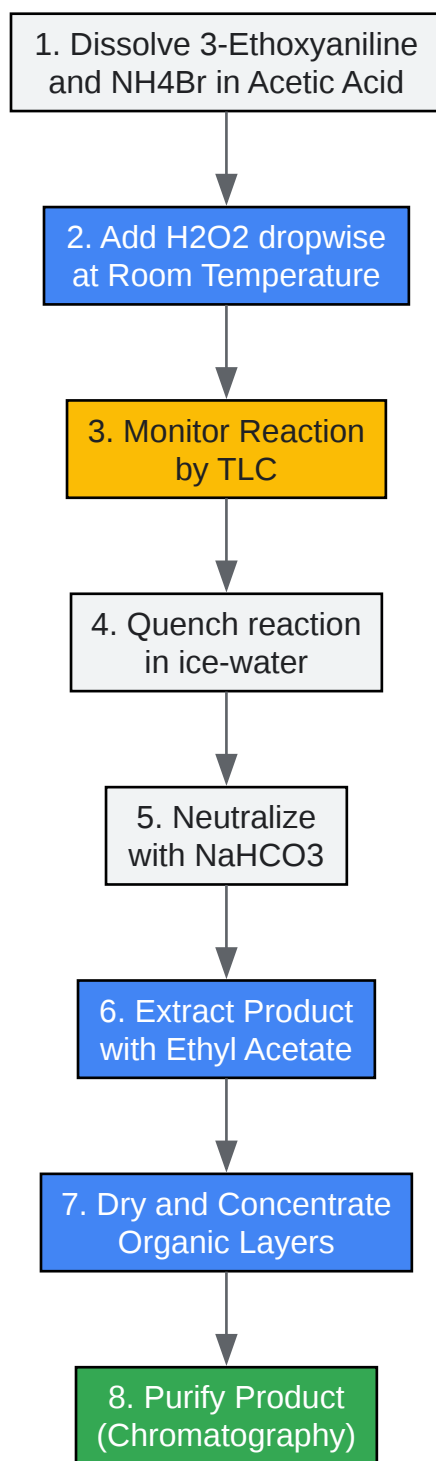 1. Dissolve 3-Ethoxyaniline
and NH4Br in Acetic Acid
2. Add H2O2 dropwise
at Room Temperature
3. Monitor Reaction
by TLC
4. Quench reaction
in ice-water
5. Neutralize
with NaHCO3
6. Extract Product
with Ethyl Acetate
7. Dry and Concentrate
Organic Layers
8. Purify Product
(Chromatography)